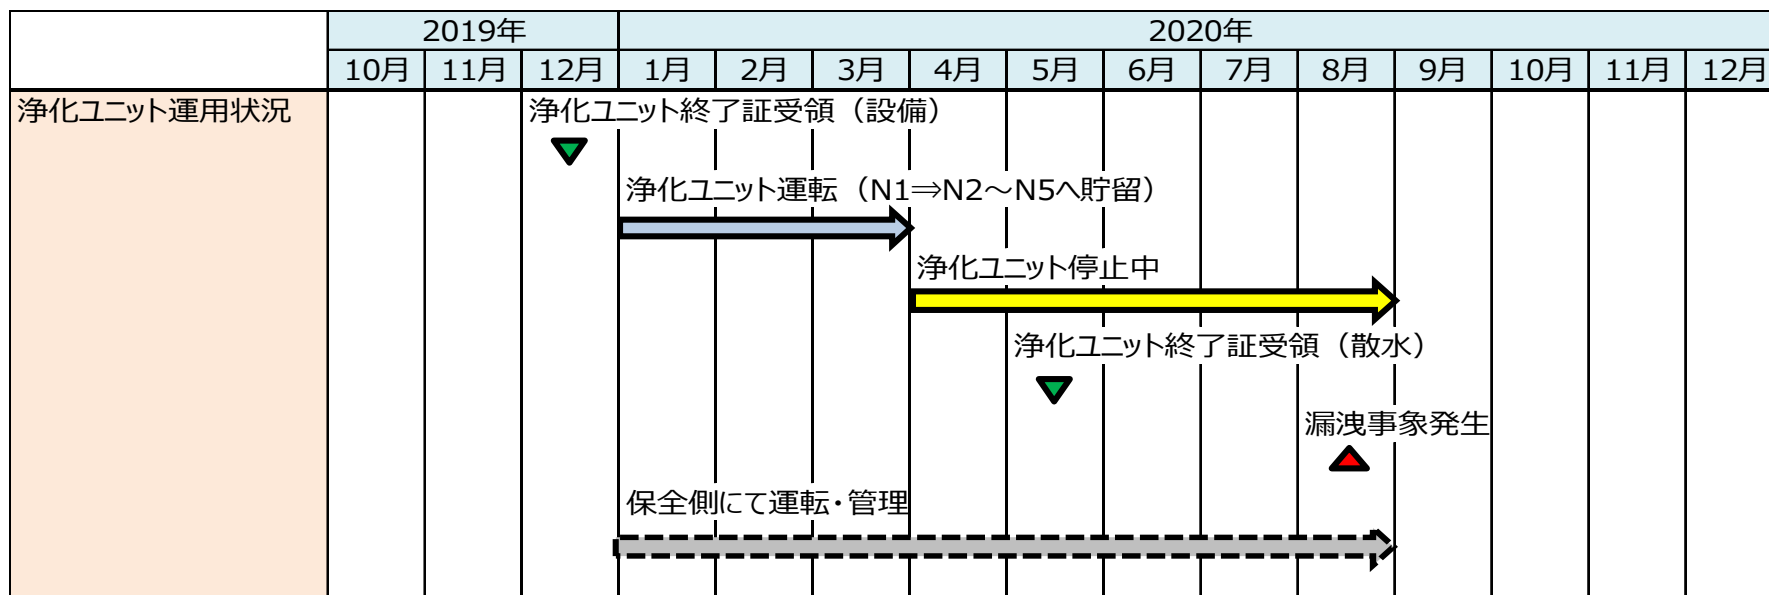 2019年 2020年
10月 11月 12月 1月 2月 3月 4月 5月 6月 7月 8月 9月 10月 11月 12月
浄化ユニット運用状況 浄化ユニット終了証受領（設備）
浄化ユニット運転（N1⇒N2～N5へ貯留）
浄化ユニット停止中
浄化ユニット終了証受領（散水）
漏洩事象発生
保全側にて運転・管理